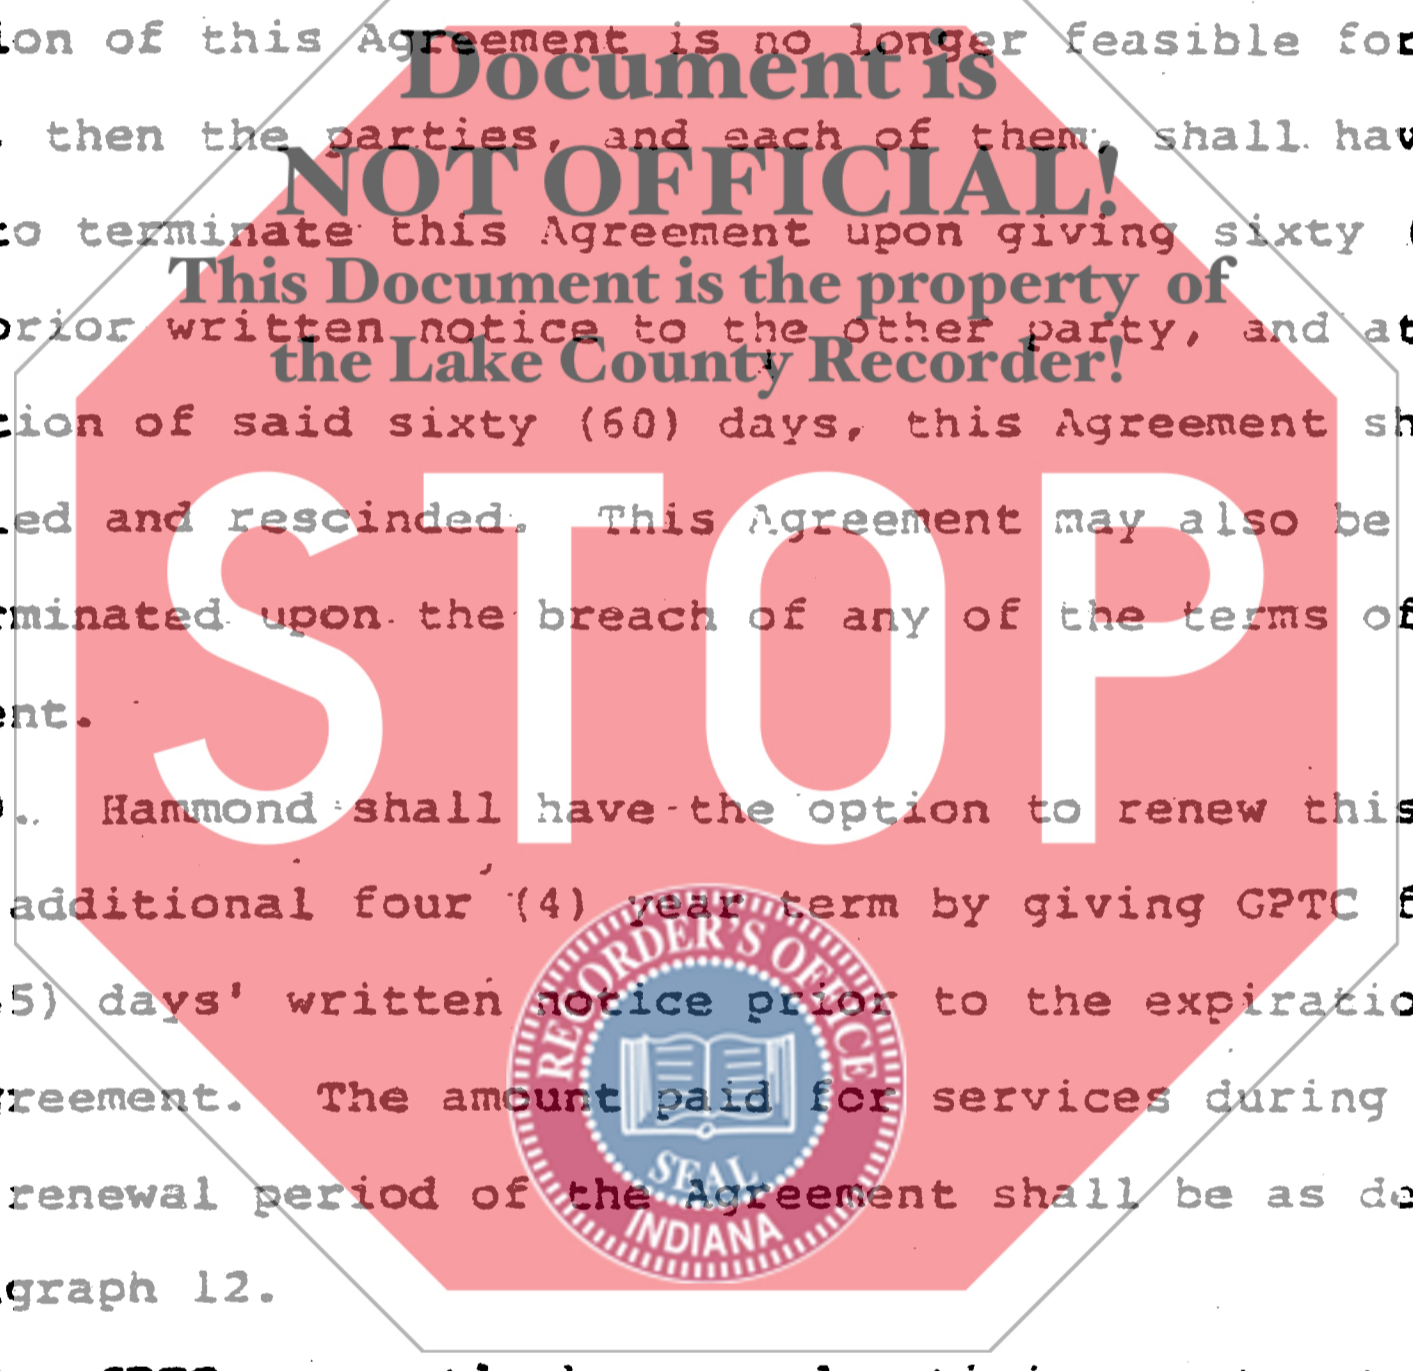 ion of this Agreement is no longer feasible for
Document is
then the parties, and each of them, shall hav
NOT OFFICIAL!
to terminate this Agreement upon giving sixty (
This Document is the property of
prior written notice to the other party, and at
the Lake County Recorder!
tion of said sixty (60) days, this Agreement sh
led and rescinded. This Agreement may also be
STOP
rminated upon the breach of any of the terms of
ent.
. Hammond shall have the option to renew this
additional four (4) year term by giving GPTC f
RECORDER'S OFFICE
5) days' written notice prior to the expiratio
greement. The amount paid for services during
SEAL
renewal period of the Agreement shall be as de
INDIANA
graph 12.